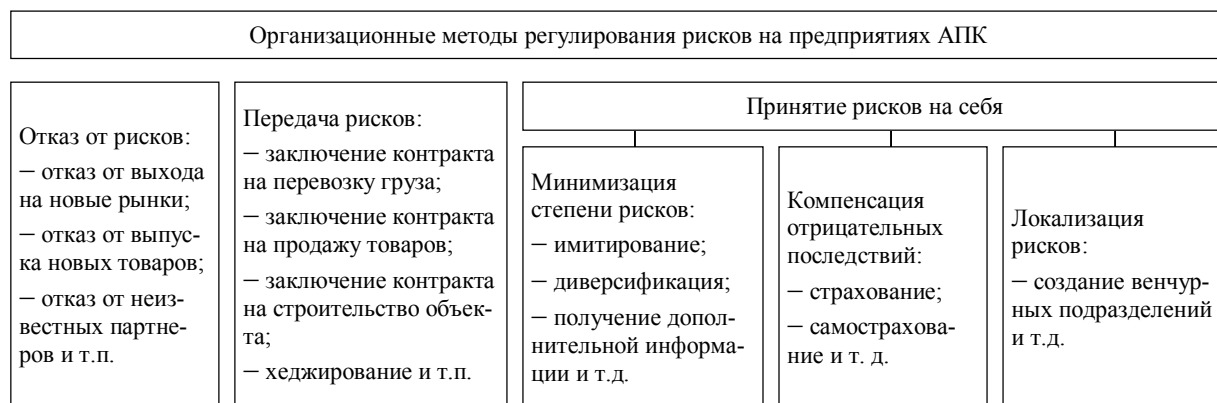 Организационные методы регулирования рисков на предприятиях АПК
Отказ от рисков:
– отказ от выхода
на новые рынки;
– отказ от выпус-
ка новых товаров;
– отказ от неиз-
вестных партне-
ров и т.п.
Передача рисков:
– заключение контракта
на перевозку груза;
– заключение контракта
на продажу товаров;
– заключение контракта
на строительство объек-
та;
– хеджирование и т.п.
Принятие рисков на себя
Минимизация
степени рисков:
– имитирование;
– диверсификация;
– получение допол-
нительной информа-
ции и т.д.
Компенсация
отрицательных
последствий:
– страхование;
– самострахова-
ние и т. д.
Локализация
рисков:
– создание венчур-
ных подразделений
и т.д.